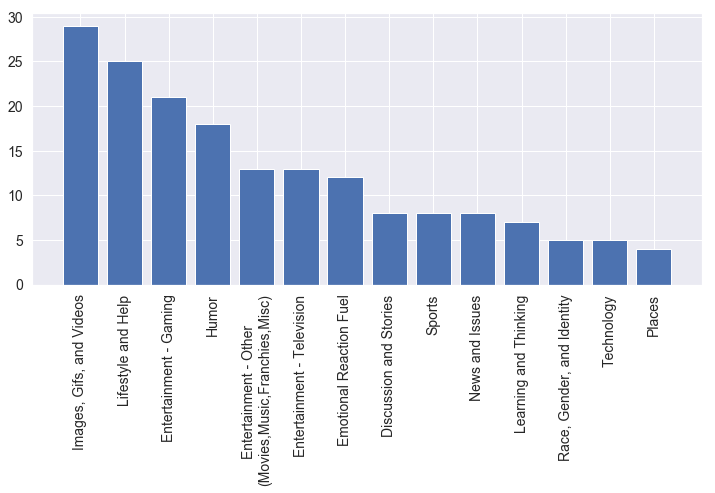 30
25
20
15
10
5
0
Images, Gifs, and Videos
Lifestyle and Help
Entertainment - Gaming
Humor
Entertainment - Other
(Movies,Music,Franchies,Misc)
Entertainment - Television
Emotional Reaction Fuel
Discussion and Stories
Sports
News and Issues
Learning and Thinking
Race, Gender, and Identity
Technology
Places